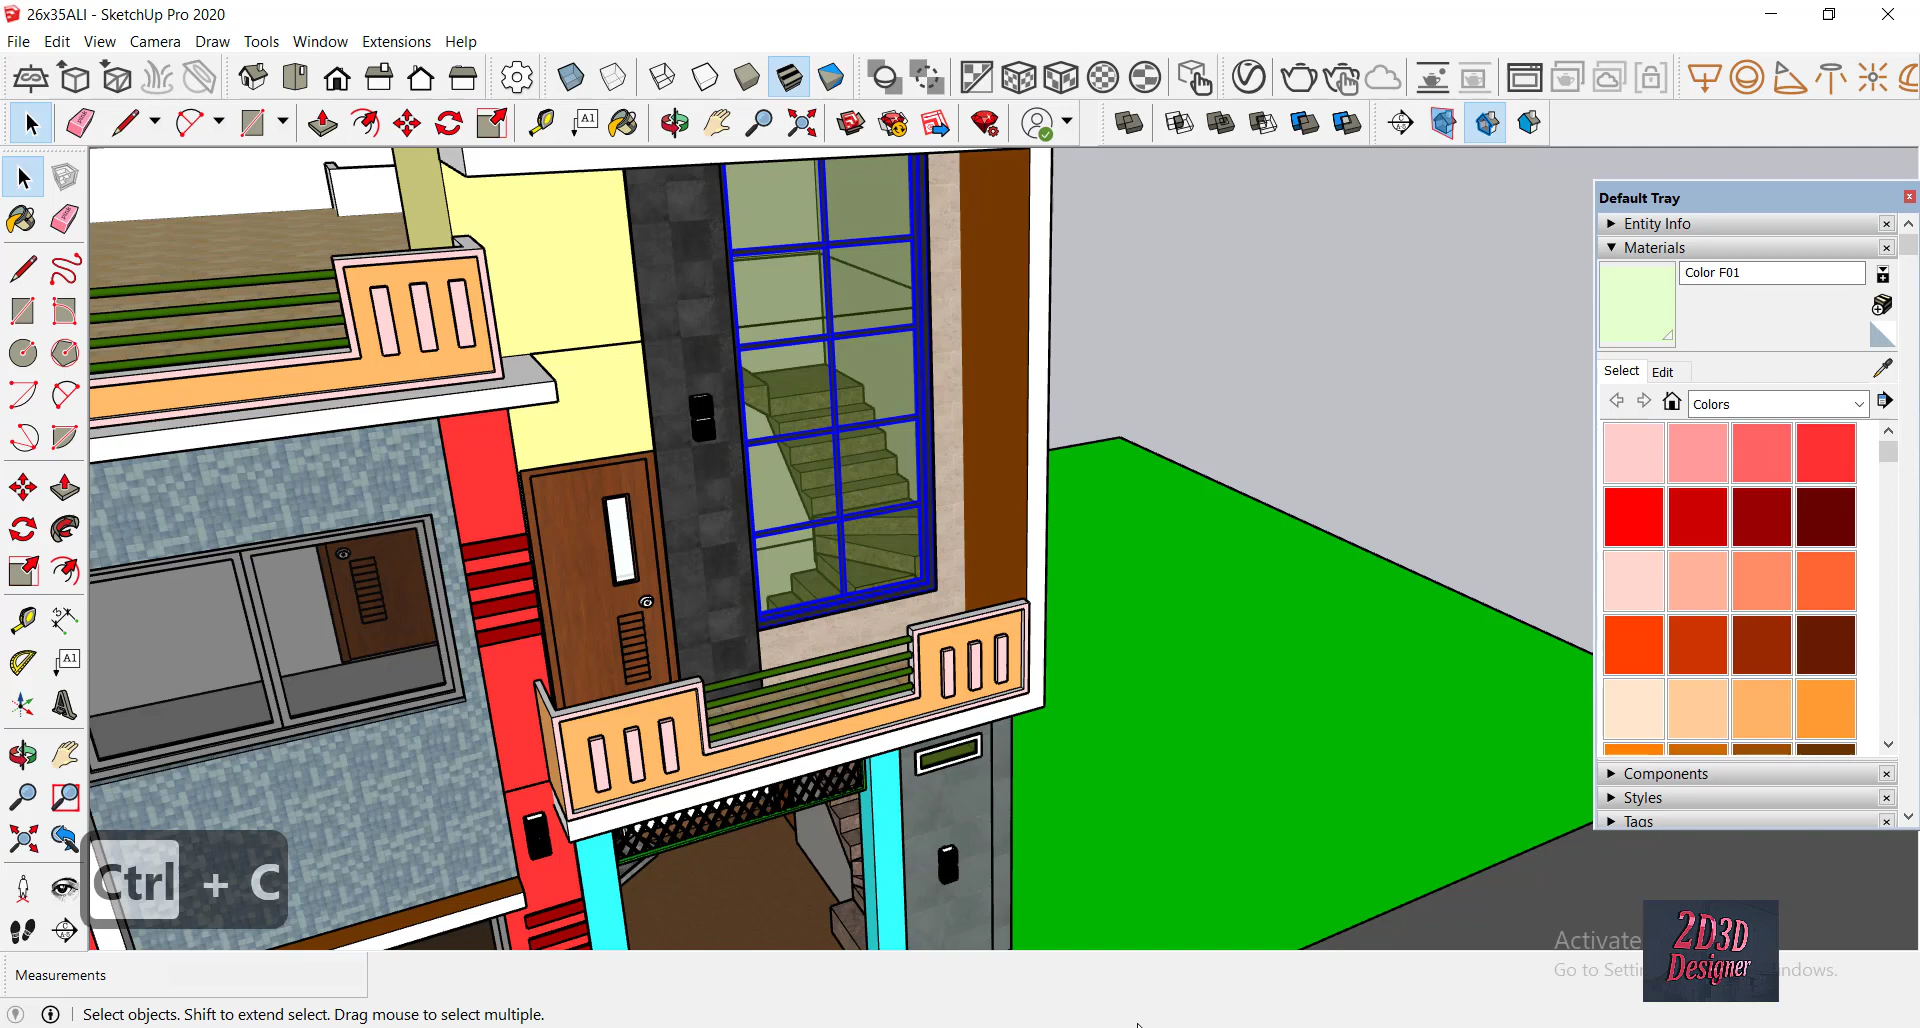 26x35ALI - SketchUp Pro 2020
File Edit View Camera Draw Tools Window Extensions Help
A1
Default Tray
Entity Info
Materials
Color F01
Select Edit
Colors
A1
Components
Styles
Tags
Ctrl + C
Activate
Go to Setti ndows.
2D3D
Designer
Measurements
Select objects. Shift to extend select. Drag mouse to select multiple.